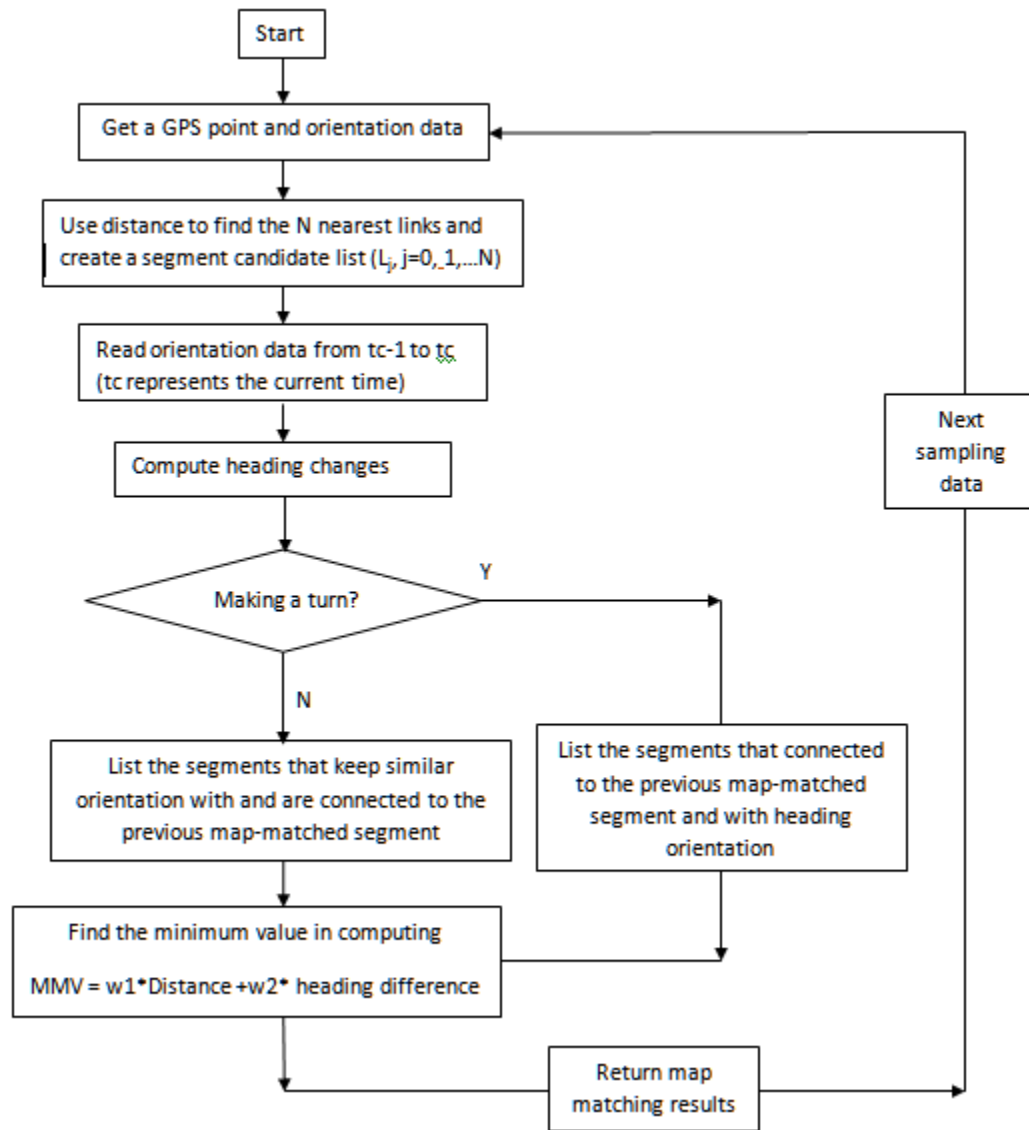 Start
Get a GPS point and orientation data
Use distance to find the N nearest links and
create a segment candidate list (Lj, j=0, 1,...N)
Read orientation data from tc-1 to tc
(tc represents the current time)
Compute heading changes
Making a turn?
Y
N
List the segments that keep similar
orientation with and are connected to the
previous map-matched segment
List the segments that connected
to the previous map-matched
segment and with heading
orientation
Find the minimum value in computing
MMV = w1*Distance +w2* heading difference
Return map
matching results
Next
sampling
data